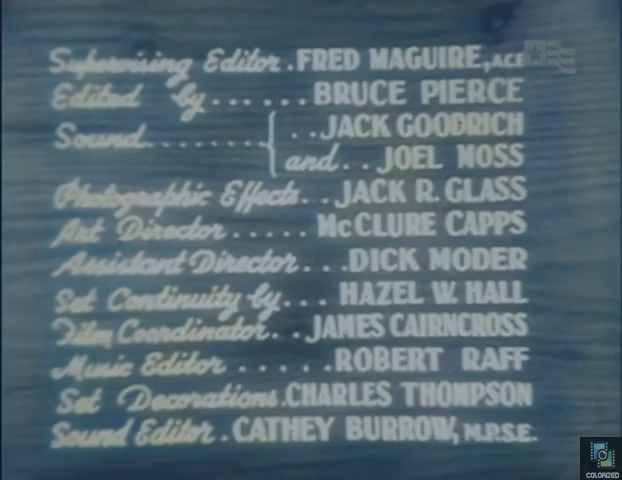 Supervising Editor . FRED MAGUIRE, A.C.E
Edited by . . . . . . BRUCE PIERCE
Sound . . . . . . . . { . . JACK GOODRICH
and . . JOEL MOSS
Photographic Effects . . JACK R. GLASS
Art Director . . . . . McCLURE CAPPS
Assistant Director . . . DICK MODER
Set Continuity by . . . HAZEL W. HALL
Film Coordinator . . JAMES CAIRNCROSS
Music Editor . . . . . ROBERT RAFF
Set Decorations . CHARLES THOMPSON
Sound Editor . CATHEY BURROW, M.P.S.E.
COLORIZED